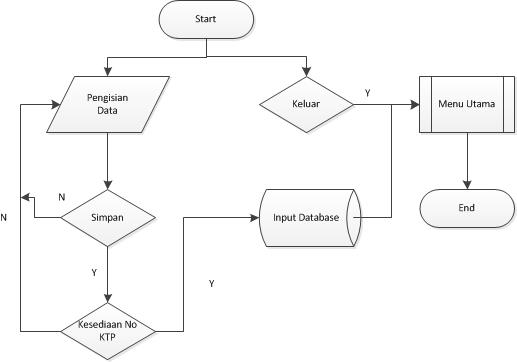 Start
Pengisian
Data
Keluar
Y
Menu Utama
N
Simpan
Input Database
End
N
Y
Y
Kesediaan No
KTP